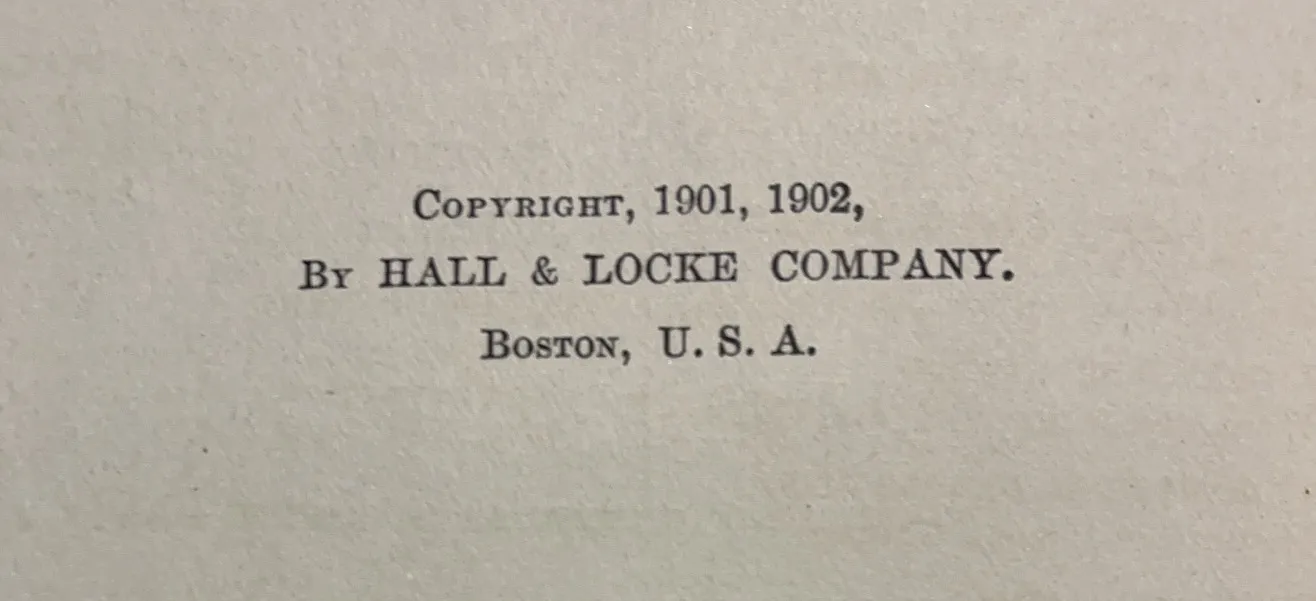 Copyright, 1901, 1902,
By HALL & LOCKE COMPANY.
Boston, U. S. A.